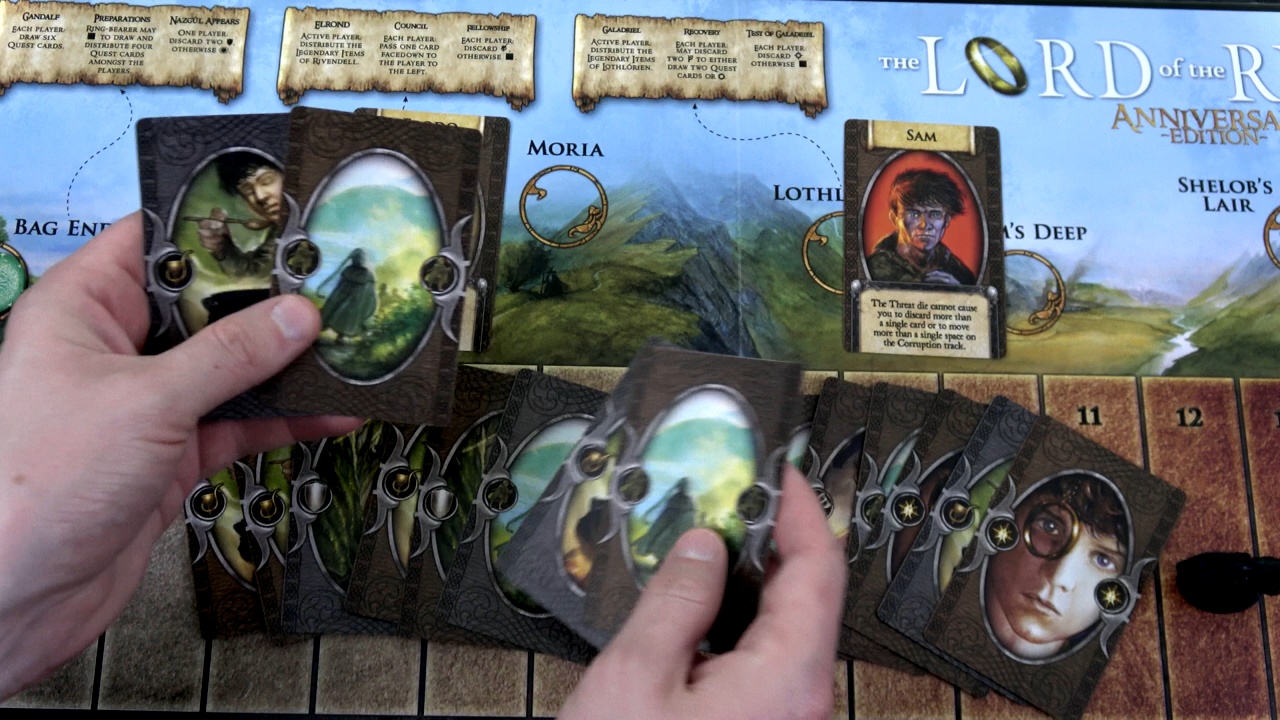 GANDALF
EACH PLAYER:
DRAW SIX
QUEST CARDS.
PREPARATIONS
RING-BEARER MAY
TO DRAW AND
DISTRIBUTE FOUR
QUEST CARDS
AMONGST THE
PLAYERS.
NAZGÛL APPEARS
ONE PLAYER:
DISCARD TWO
OTHERWISE
ELROND
ACTIVE PLAYER:
DISTRIBUTE THE
LEGENDARY ITEMS
OF RIVENDELL.
COUNCIL
EACH PLAYER:
PASS ONE CARD
FACEDOWN TO
THE PLAYER TO
THE LEFT.
FELLOWSHIP
EACH PLAYER:
DISCARD
OTHERWISE
GALADRIEL
ACTIVE PLAYER:
DISTRIBUTE THE
LEGENDARY ITEMS
OF LOTHLÓRIEN.
RECOVERY
EACH PLAYER:
MAY DISCARD
TWO TO EITHER
DRAW TWO QUEST
CARDS OR
TEST OF GALADRIEL
EACH PLAYER:
DISCARD
OTHERWISE
THE LORD of the R
ANNIVERSA
-EDITION-
BAG END
MORIA
LOTHL
'S DEEP
SHELOB'S
LAIR
SAM
The Threat die cannot cause
you to discard more than
a single card or to move
more than a single space on
the Corruption track.
11
12